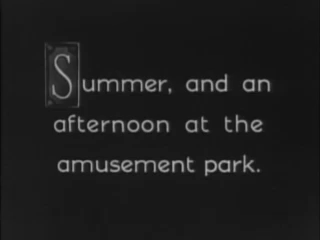 Summer, and an
afternoon at the
amusement park.